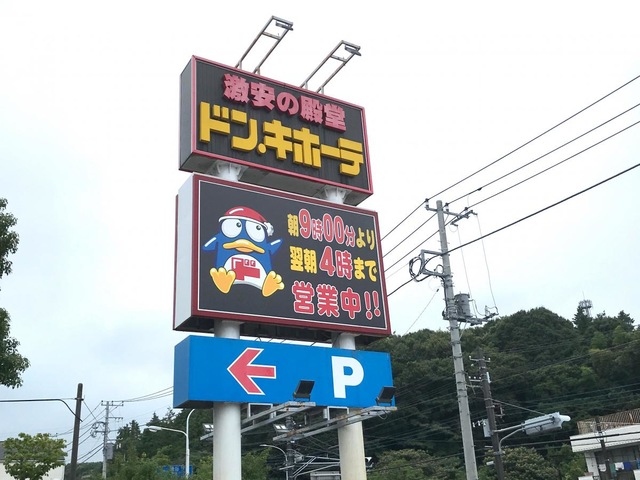 激安の殿堂
ドン.キホーテ
朝9時00分より
翌朝4時まで
営業中!!
P